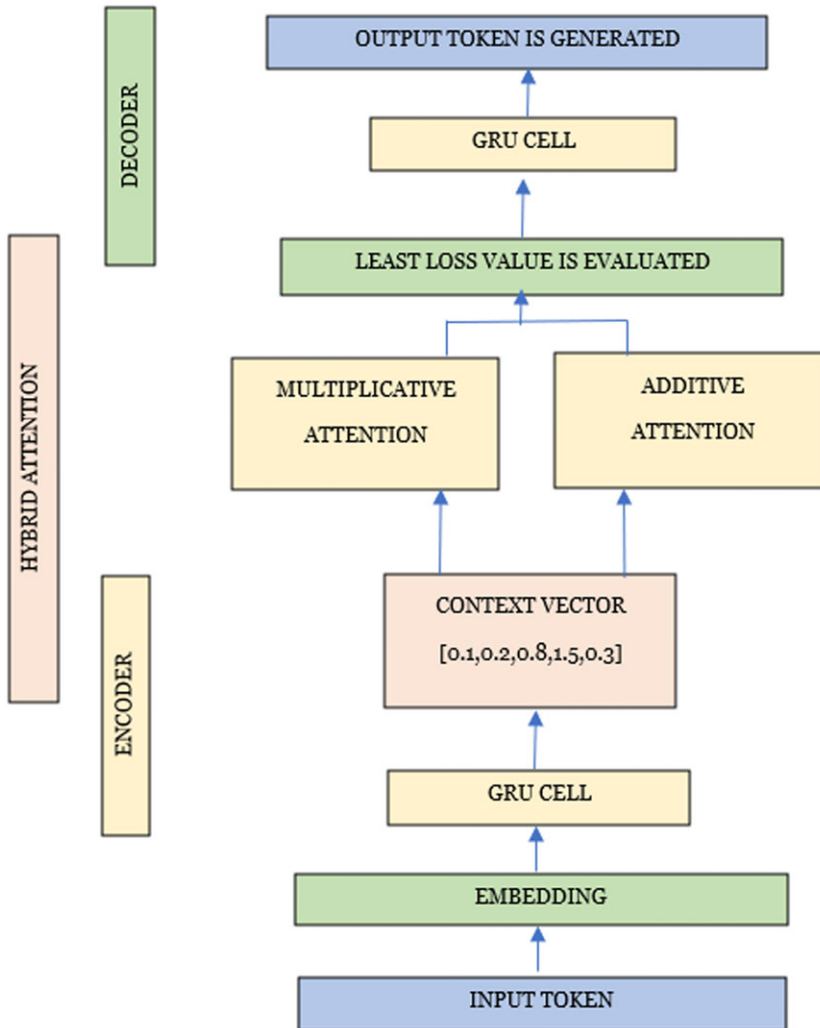 DECODER
HYBRID ATTENTION
ENCODER
OUTPUT TOKEN IS GENERATED
GRU CELL
LEAST LOSS VALUE IS EVALUATED
MULTIPLICATIVE
ATTENTION
ADDITIVE
ATTENTION
CONTEXT VECTOR
[0.1,0.2,0.8,1.5,0.3]
GRU CELL
EMBEDDING
INPUT TOKEN